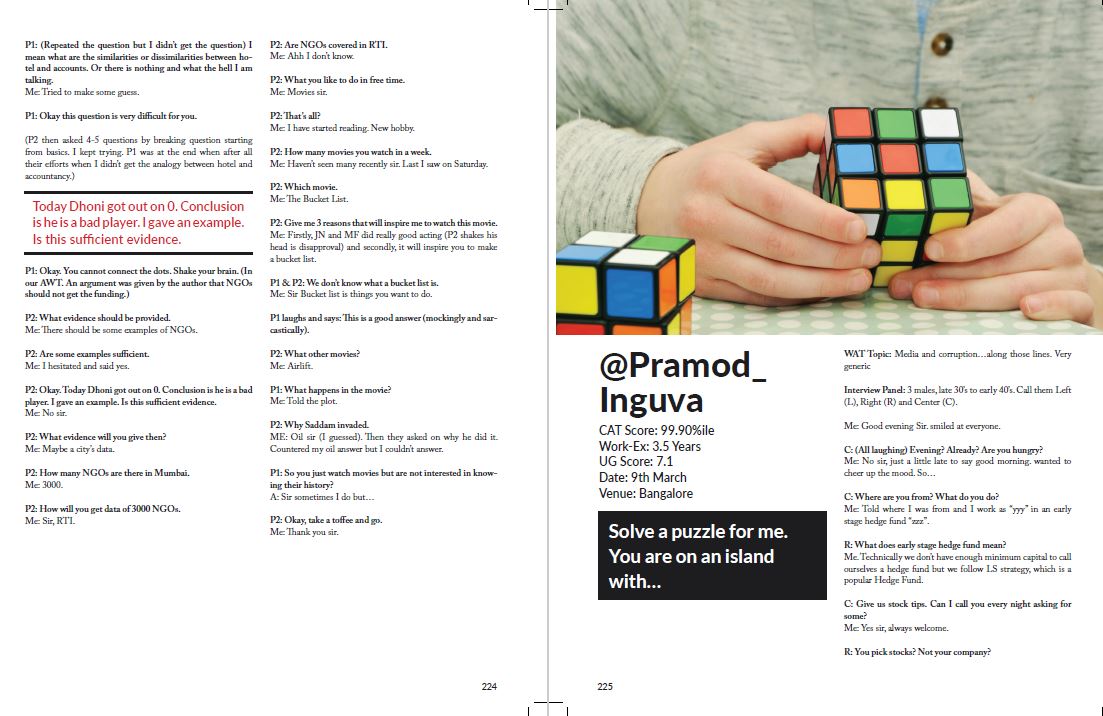 P1: (Repeated the question but I didn't get the question) I
mean what are the similarities or dissimilarities between ho-
tel and accounts. Or there is nothing and what the hell I am
talking.
Me: Tried to make some guess.
P1: Okay this question is very difficult for you.
(P2 then asked 4-5 questions by breaking question starting
from basics. I kept trying. P1 was at the end when after all
their efforts when I didn't get the analogy between hotel and
accountancy.)
Today Dhoni got out on 0. Conclusion
is he is a bad player. I gave an example.
Is this sufficient evidence.
P1: Okay. You cannot connect the dots. Shake your brain. (In
our AWT. An argument was given by the author that NGOs
should not get the funding.)
P2: What evidence should be provided.
Me: There should be some examples of NGOs.
P2: Are some examples sufficient.
Me: I hesitated and said yes.
P2: Okay. Today Dhoni got out on 0. Conclusion is he is a bad
player. I gave an example. Is this sufficient evidence.
Me: No sir.
P2: What evidence will you give then?
Me: Maybe a city's data.
P2: How many NGOs are there in Mumbai.
Me: 3000.
P2: How will you get data of 3000 NGOs.
Me: Sir, RTI.
P2: Are NGOs covered in RTI.
Me: Ahh I don't know.
P2: What you like to do in free time.
Me: Movies sir.
P2: That's all?
Me: I have started reading. New hobby.
P2: How many movies you watch in a week.
Me: Haven't seen many recently sir. Last I saw on Saturday.
P2: Which movie.
Me: The Bucket List.
P2: Give me 3 reasons that will inspire me to watch this movie.
Me: Firstly, JN and MF did really good acting (P2 shakes his
head is disapproval) and secondly, it will inspire you to make
a bucket list.
P1 & P2: We don't know what a bucket list is.
Me: Sir Bucket list is things you want to do.
P1 laughs and says: This is a good answer (mockingly and sar-
castically).
P2: What other movies?
Me: Airlift.
P1: What happens in the movie?
Me: Told the plot.
P2: Why Saddam invaded.
ME: Oil sir (I guessed). Then they asked on why he did it.
Countered my oil answer but I couldn't answer.
P1: So you just watch movies but are not interested in know-
ing their history?
A: Sir sometimes I do but…
P2: Okay, take a toffee and go.
Me: Thank you sir.
224
@Pramod_
Inguva
CAT Score: 99.90%ile
Work-Ex: 3.5 Years
UG Score: 7.1
Date: 9th March
Venue: Bangalore
Solve a puzzle for me.
You are on an island
with…
WAT Topic: Media and corruption…along those lines. Very
generic
Interview Panel: 3 males, late 30's to early 40's. Call them Left
(L), Right (R) and Center (C).
Me: Good evening Sir. smiled at everyone.
C: (All laughing) Evening? Already? Are you hungry?
Me: No sir, just a little late to say good morning. wanted to
cheer up the mood. So…
C: Where are you from? What do you do?
Me: Told where I was from and I work as "yyy" in an early
stage hedge fund "zzz".
R: What does early stage hedge fund mean?
Me. Technically we don't have enough minimum capital to call
ourselves a hedge fund but we follow LS strategy, which is a
popular Hedge Fund.
C: Give us stock tips. Can I call you every night asking for
some?
Me: Yes sir, always welcome.
R: You pick stocks? Not your company?
225